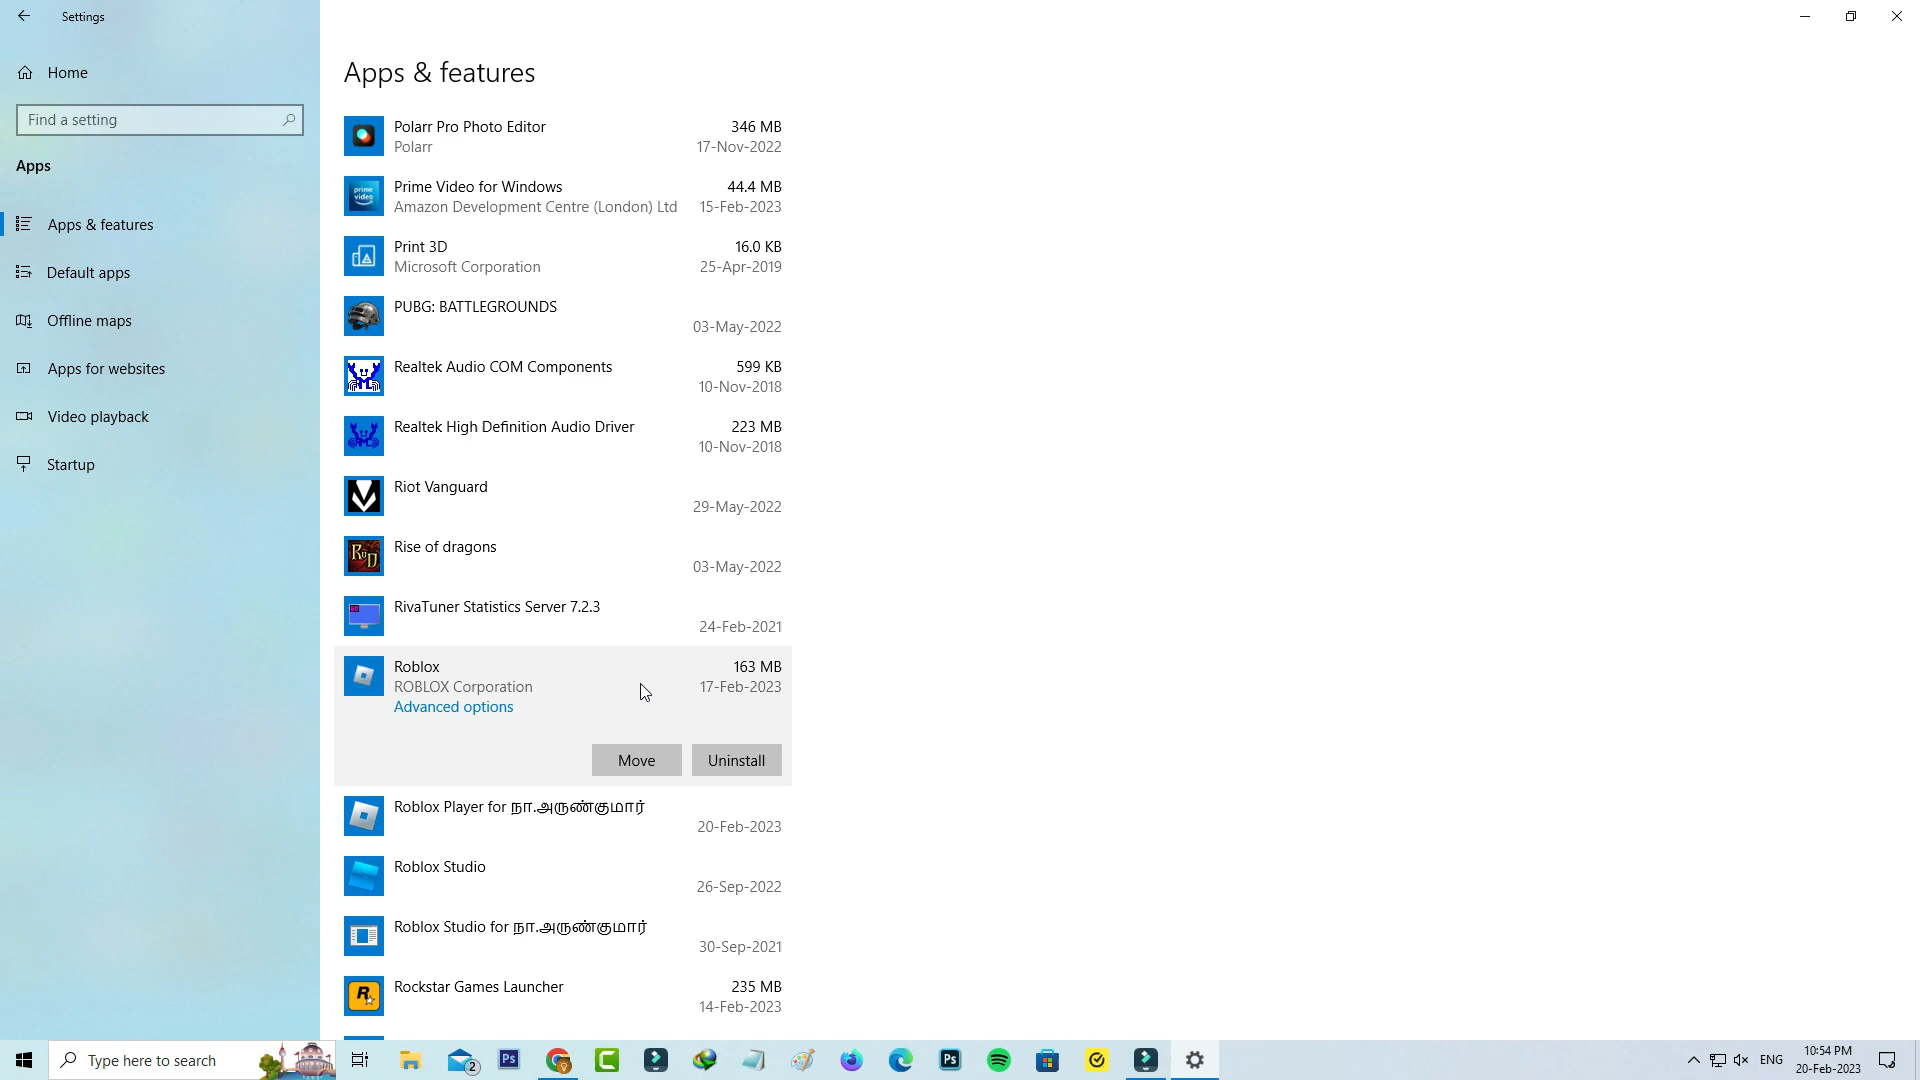 Settings
Home
Find a setting
Apps
Apps & features
Default apps
Offline maps
Apps for websites
Video playback
Startup
Apps & features
Polarr Pro Photo Editor 346 MB
Polarr 17-Nov-2022
prime video
Prime Video for Windows 44.4 MB
Amazon Development Centre (London) Ltd 15-Feb-2023
Print 3D 16.0 KB
Microsoft Corporation 25-Apr-2019
PUBG: BATTLEGROUNDS
03-May-2022
Realtek Audio COM Components 599 KB
10-Nov-2018
Realtek High Definition Audio Driver 223 MB
10-Nov-2018
Riot Vanguard
29-May-2022
RoD
Rise of dragons
03-May-2022
60
RivaTuner Statistics Server 7.2.3
24-Feb-2021
Roblox 163 MB
ROBLOX Corporation 17-Feb-2023
Advanced options
Move Uninstall
Roblox Player for நா.அருண்குமார்
20-Feb-2023
Roblox Studio
26-Sep-2022
Roblox Studio for நா.அருண்குமார்
30-Sep-2021
R
Rockstar Games Launcher 235 MB
14-Feb-2023
Type here to search 2 Ps Ps ENG 10:54 PM
20-Feb-2023